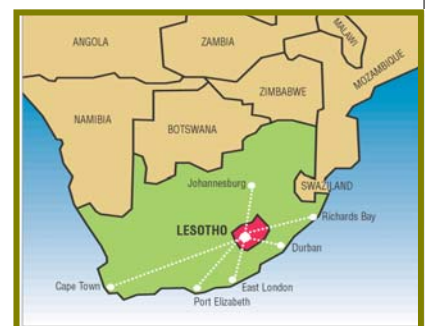 MALAWI
ANGOLA
ZAMBIA
MOZAMBIQUE
ZIMBABWE
NAMIBIA
BOTSWANA
Johannesburg
SWAZILAND
Richards Bay
LESOTHO
Durban
Cape Town
East London
Port Elizabeth